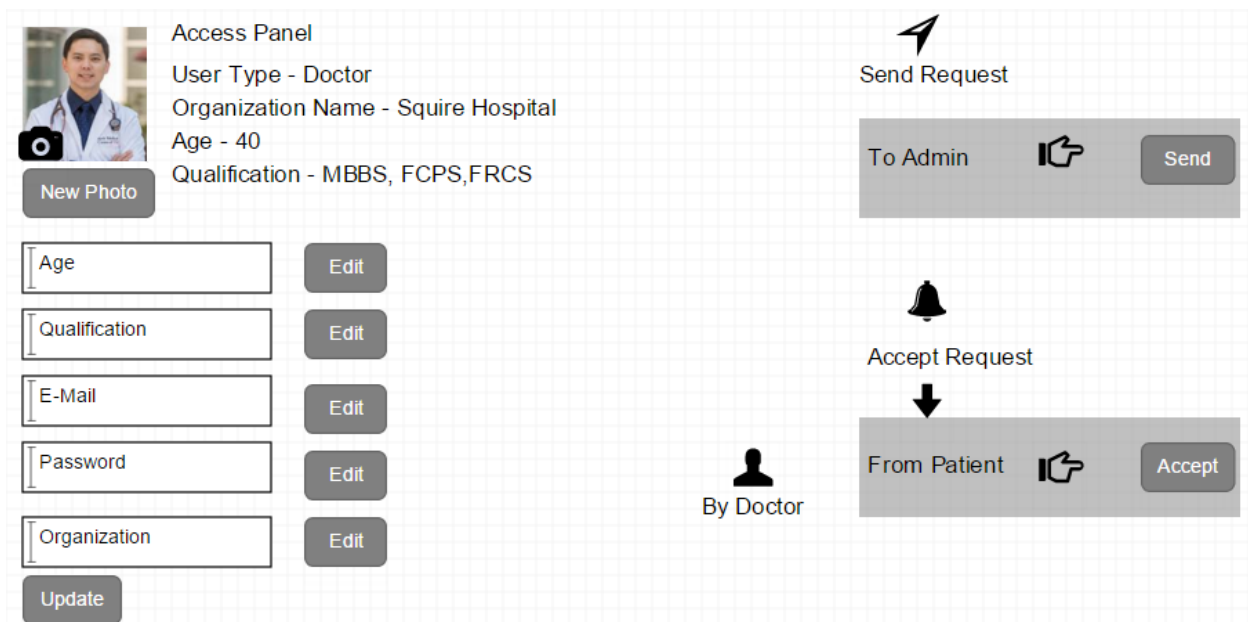 Access Panel
User Type - Doctor
Organization Name - Squire Hospital
Age - 40
Qualification - MBBS, FCPS,FRCS
New Photo
Age
Edit
Qualification
Edit
E-Mail
Edit
Password
Edit
Organization
Edit
Update
Send Request
To Admin
Send
Accept Request
From Patient
Accept
By Doctor